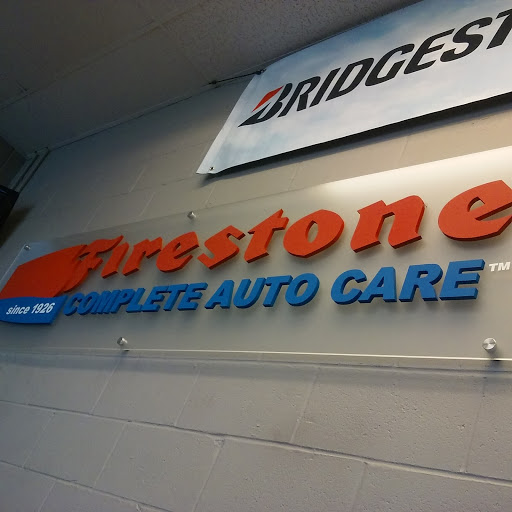 BRIDGEST
Firestone
COMPLETE AUTO CARE™
since 1926